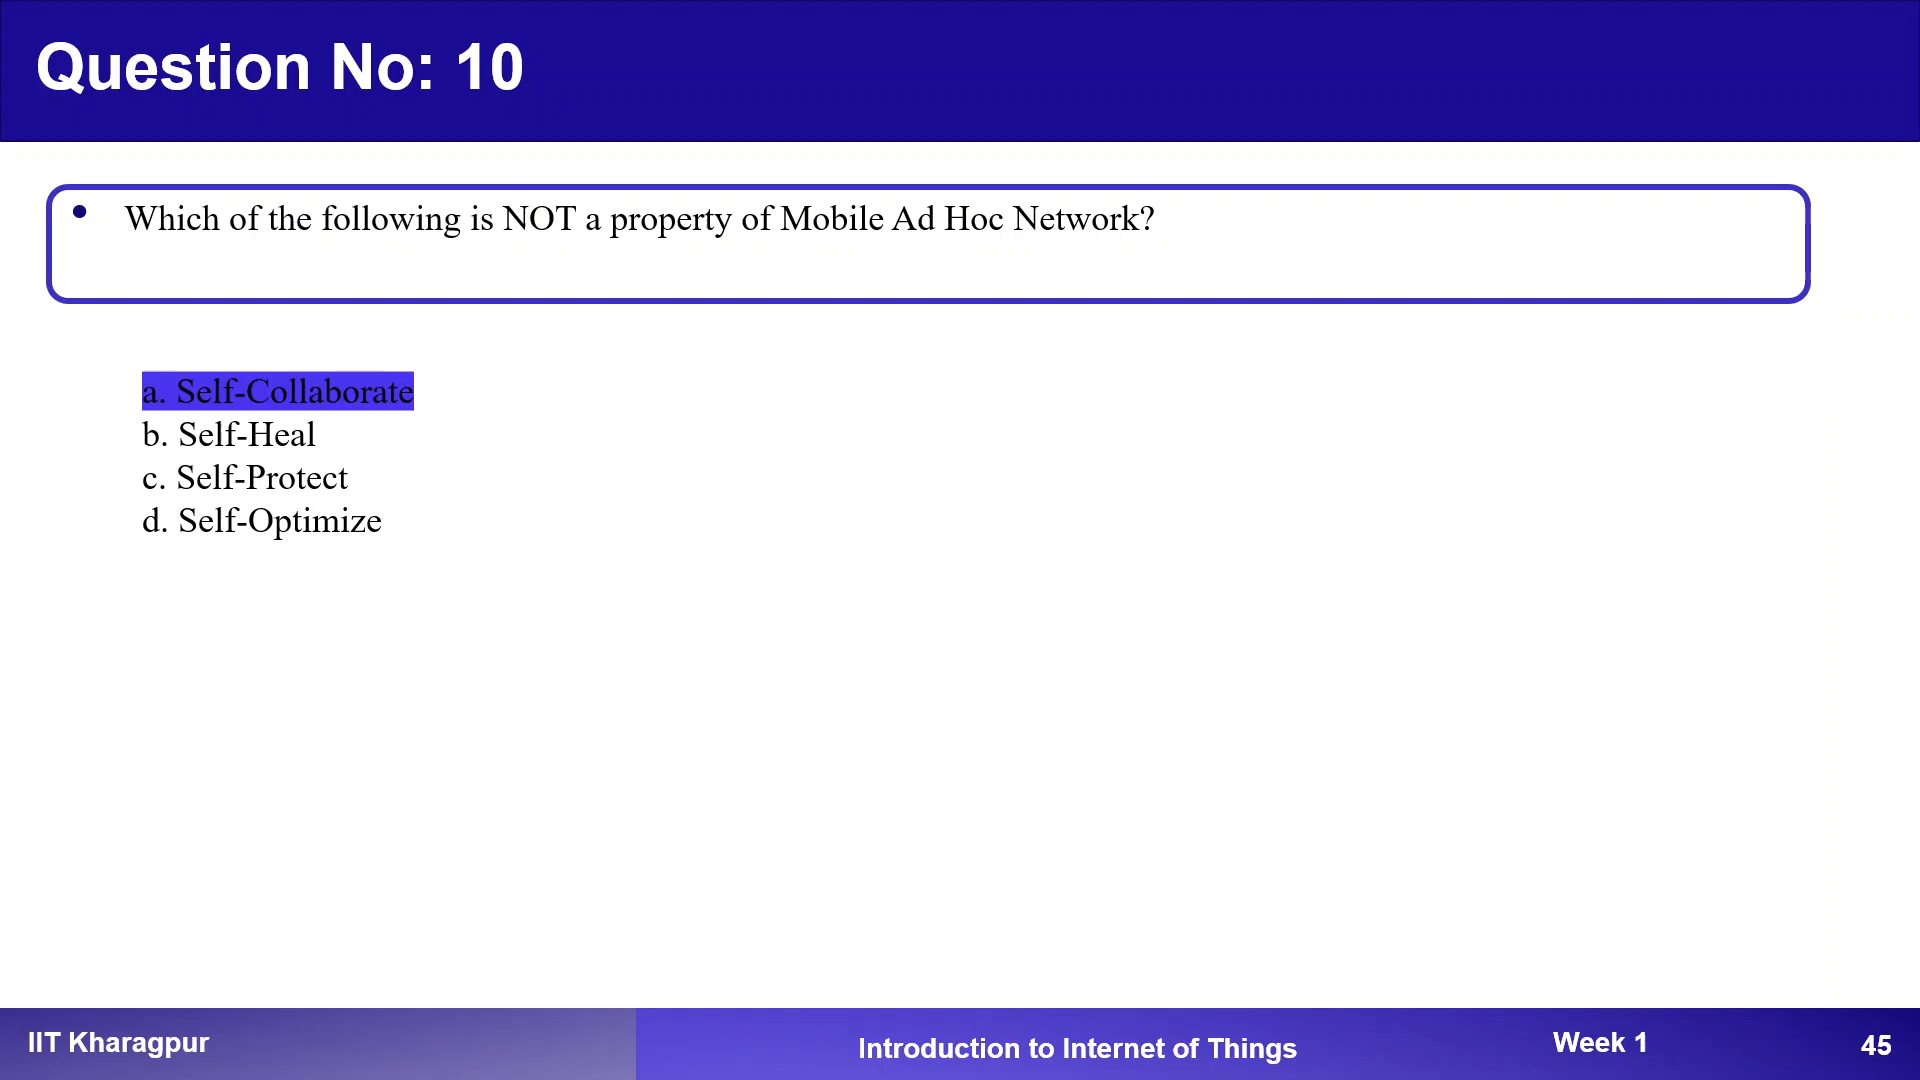 Question No: 10
• Which of the following is NOT a property of Mobile Ad Hoc Network?
a. Self-Collaborate
b. Self-Heal
c. Self-Protect
d. Self-Optimize
IIT Kharagpur
Introduction to Internet of Things
Week 1
45